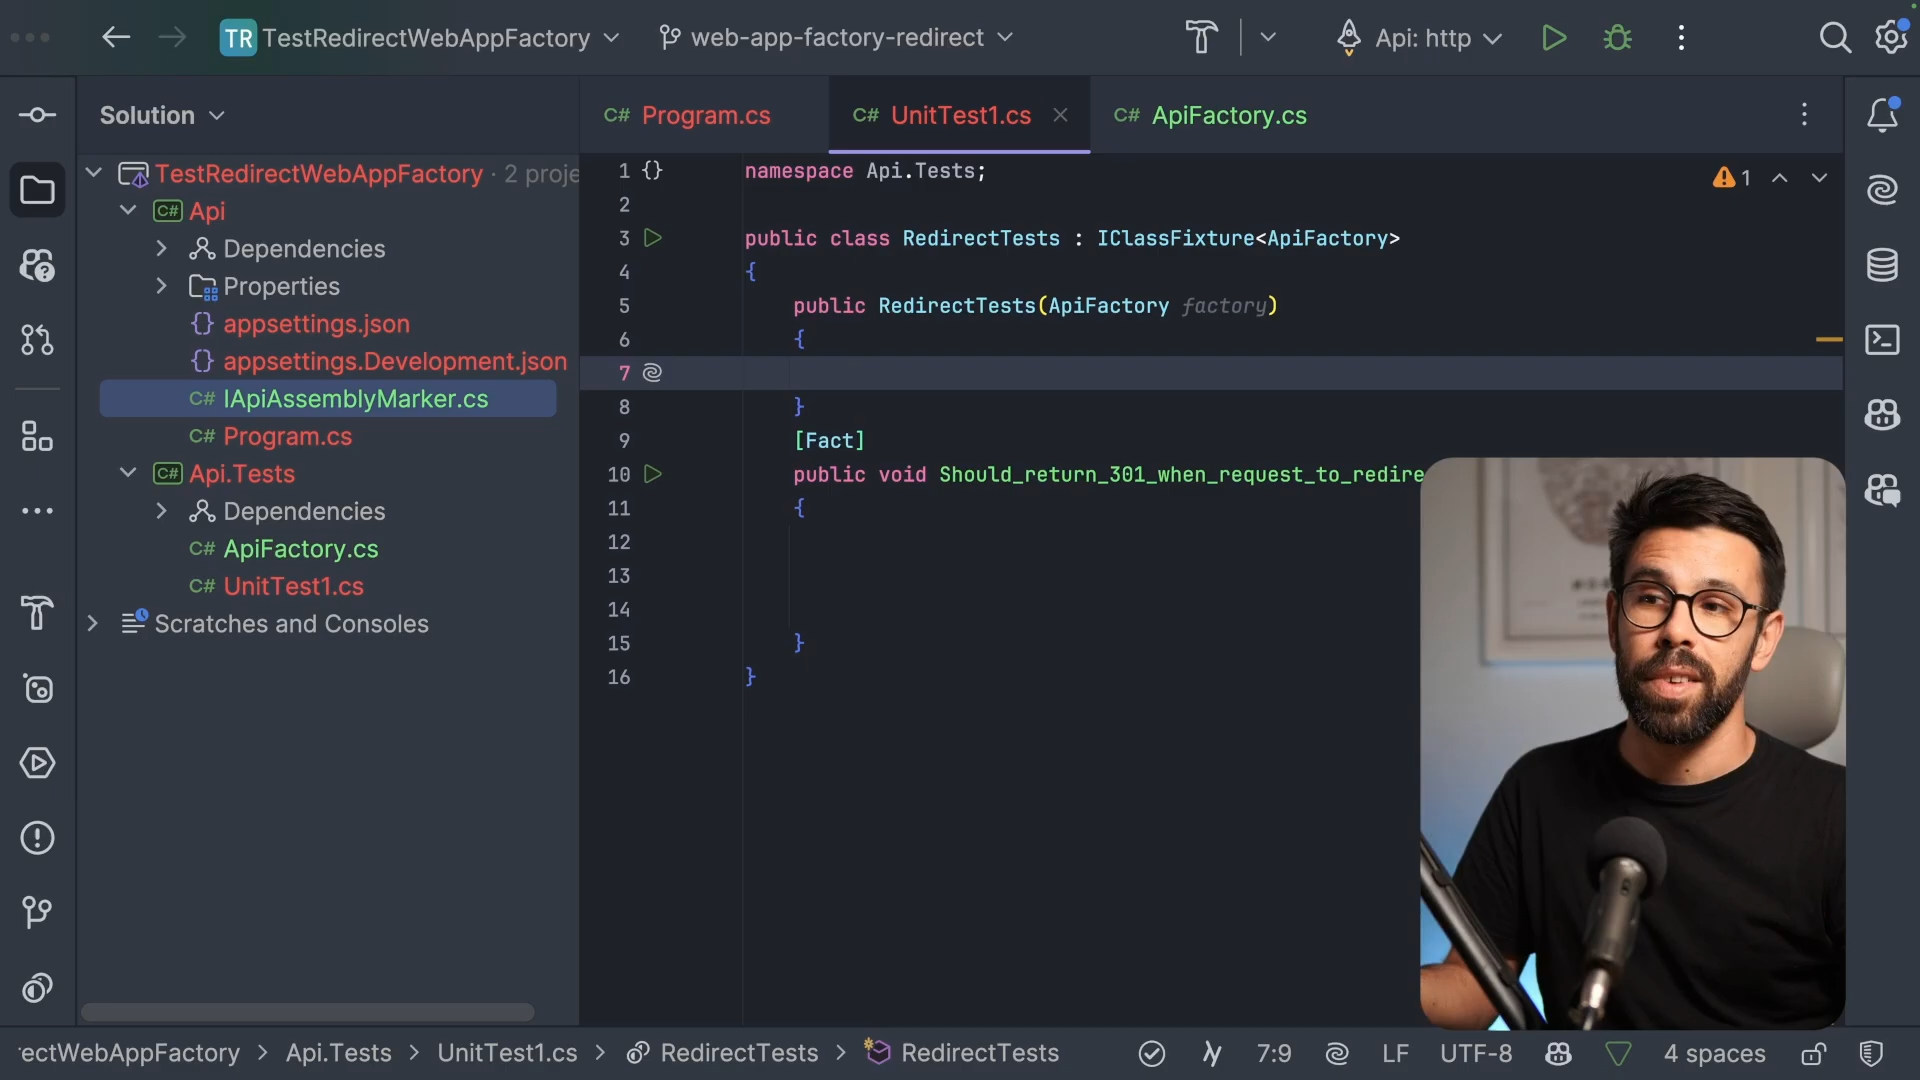 TR TestRedirectWebAppFactory
web-app-factory-redirect
Api: http
Solution
TestRedirectWebAppFactory · 2 proje
C# Api
Dependencies
Properties
{} appsettings.json
{} appsettings.Development.json
C# IApiAssemblyMarker.cs
C# Program.cs
C# Api.Tests
Dependencies
C# ApiFactory.cs
C# UnitTest1.cs
Scratches and Consoles
C# Program.cs
C# UnitTest1.cs
C# ApiFactory.cs
1 {} namespace Api.Tests;
1
2
3 public class RedirectTests : IClassFixture<ApiFactory>
4 {
5 public RedirectTests(ApiFactory factory)
6 {
7
8 }
9 [Fact]
10 public void Should_return_301_when_request_to_redire
11 {
12
13
14
15 }
16 }
rectWebAppFactory > Api.Tests > UnitTest1.cs > RedirectTests > RedirectTests
7:9
LF
UTF-8
4 spaces